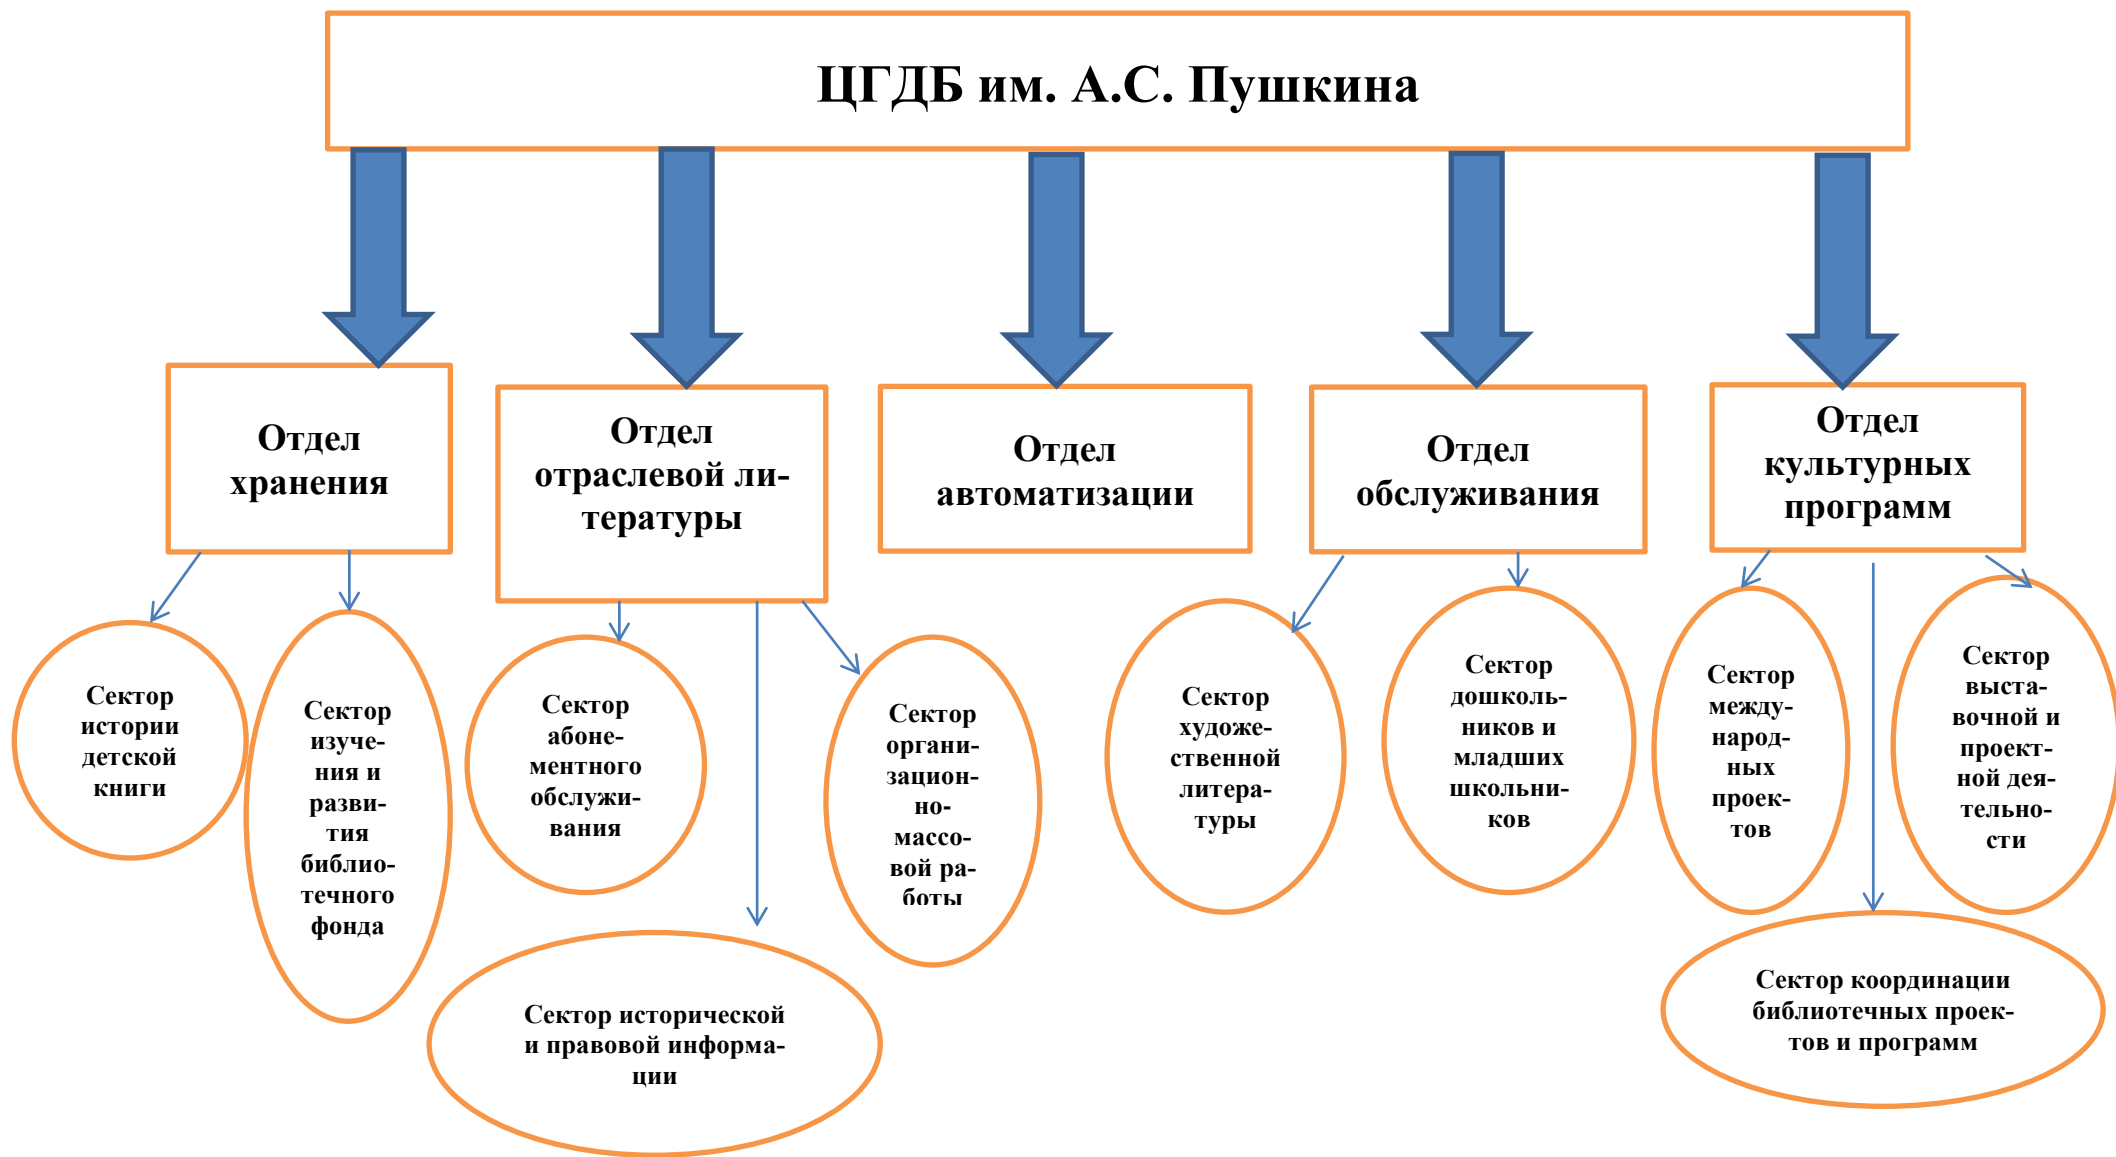 ЦГДБ им. А.С. Пушкина
Отдел
хранения
Отдел
отраслевой ли-
тературы
Отдел
автоматизации
Отдел
обслуживания
Отдел
культурных
программ
Сектор
истории
детской
книги
Сектор
изуче-
ния и
разви-
тия
библио-
течного
фонда
Сектор
абоне-
ментного
обслужи-
вания
Сектор исторической
и правовой информа-
ции
Сектор
органи-
зацион-
но-
массо-
вой ра-
боты
Сектор
художе-
ственной
литера-
туры
Сектор
дошколь-
ников и
младших
школьни-
ков
Сектор
между-
народ-
ных
проек-
тов
Сектор координации
библиотечных проек-
тов и программ
Сектор
выста-
вочной и
проект-
ной дея-
тельно-
сти